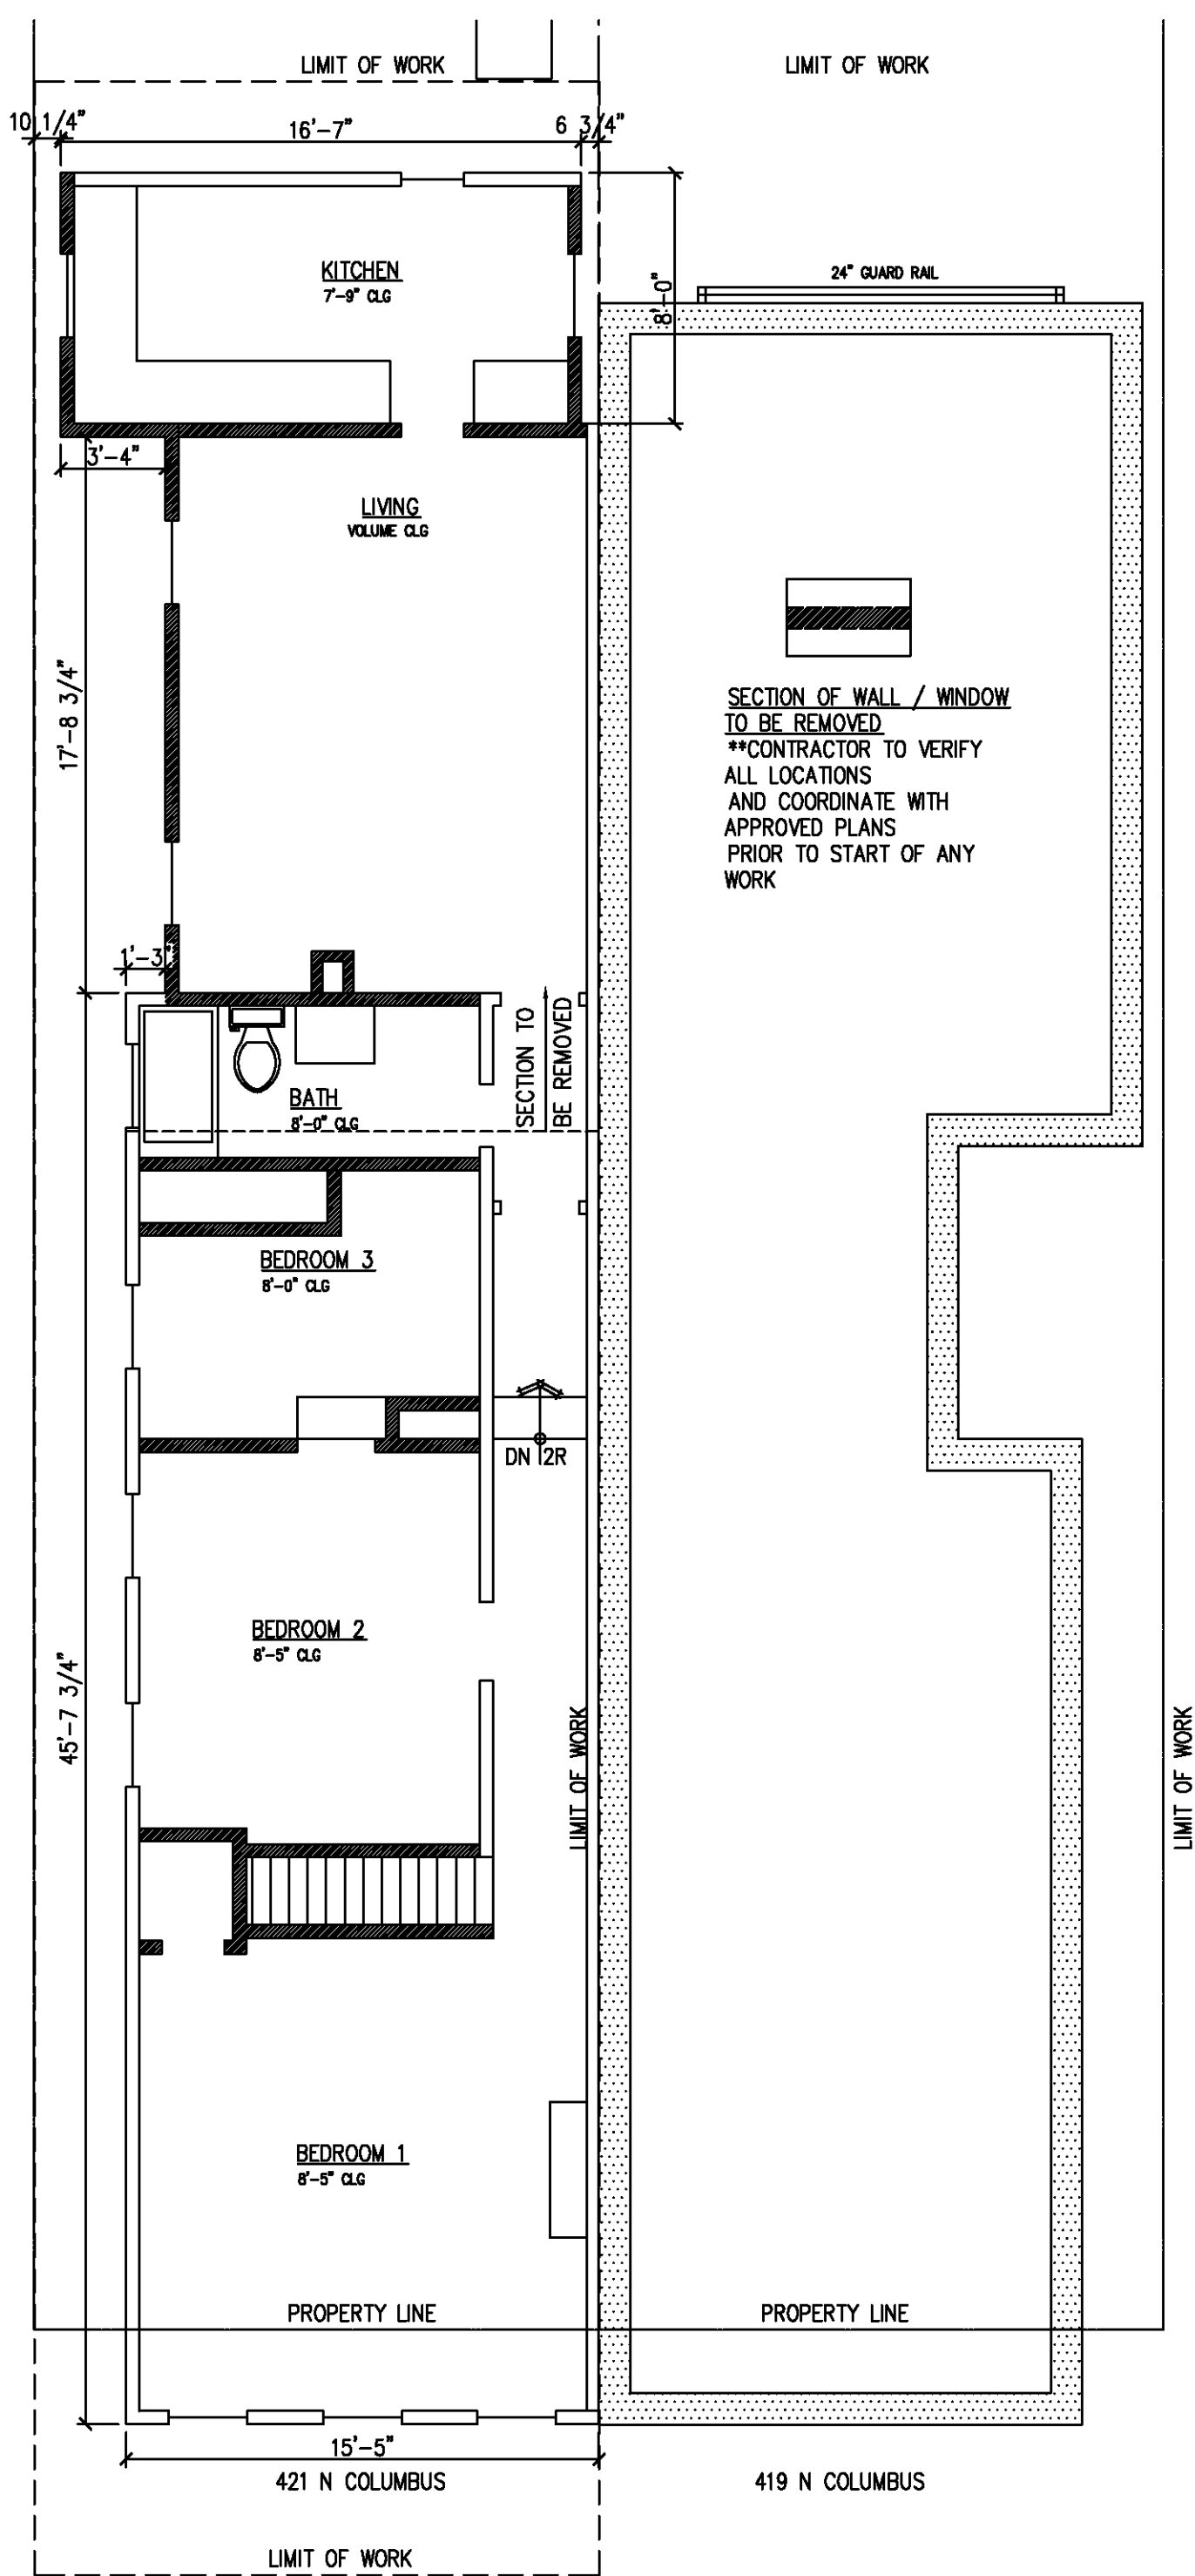 LIMIT OF WORK
LIMIT OF WORK
10 1/4"
16'-7"
6 3/4"
KITCHEN
7'-9" CLG
8'-0"
24" GUARD RAIL
3'-4"
LIVING
VOLUME CLG
17'-8 3/4"
SECTION OF WALL / WINDOW
TO BE REMOVED
**CONTRACTOR TO VERIFY
ALL LOCATIONS
AND COORDINATE WITH
APPROVED PLANS
PRIOR TO START OF ANY
WORK
1'-3"
SECTION TO
BE REMOVED
BATH
8'-0" CLG
BEDROOM 3
8'-0" CLG
DN 12R
BEDROOM 2
8'-5" CLG
45'-7 3/4"
LIMIT OF WORK
LIMIT OF WORK
BEDROOM 1
8'-5" CLG
PROPERTY LINE
PROPERTY LINE
15'-5"
421 N COLUMBUS
419 N COLUMBUS
LIMIT OF WORK